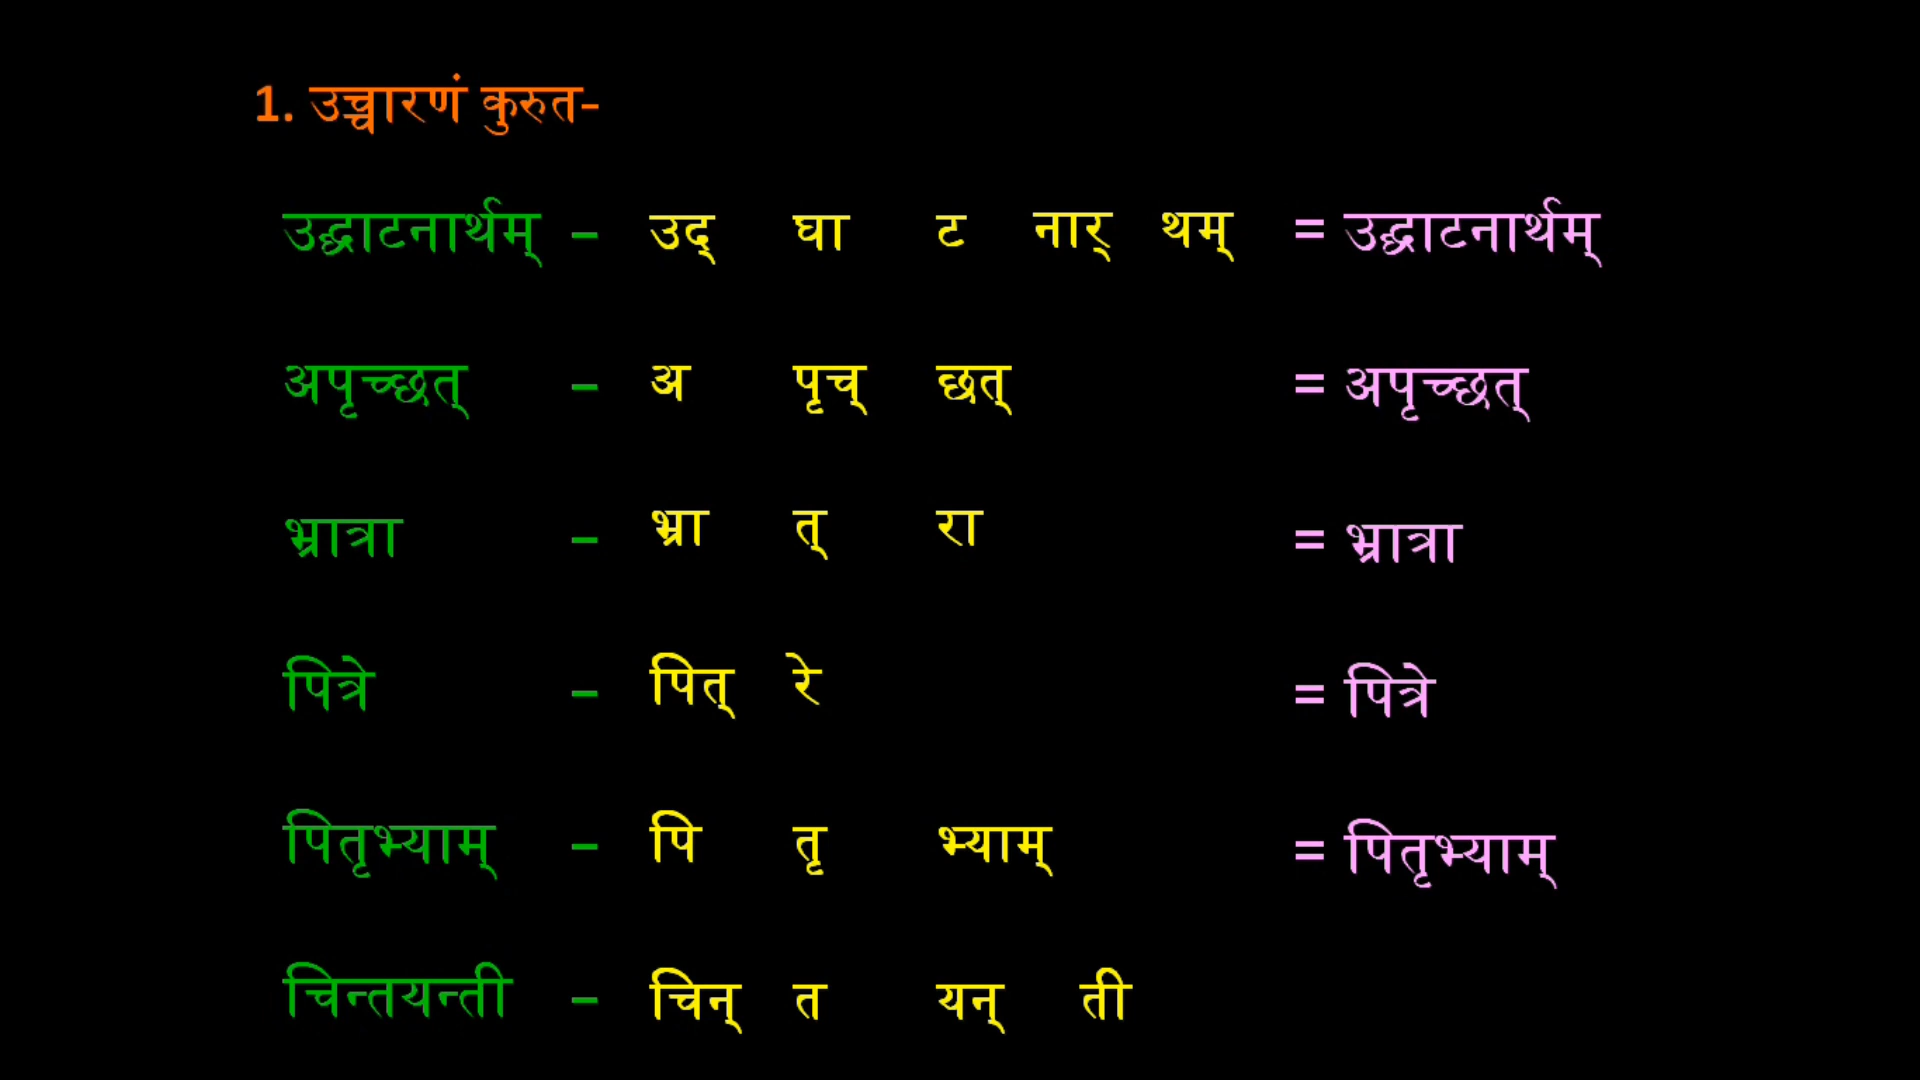 1. उच्चारणं कुरुत-
उद्घाटनार्थम् – उद् घा ट नार् थम् = उद्घाटनार्थम्
अपृच्छत् – अ पृच् छत् = अपृच्छत्
भ्रात्रा – भ्रा त् रा = भ्रात्रा
पित्रे – पित् रे = पित्रे
पितृभ्याम् – पि तृ भ्याम् = पितृभ्याम्
चिन्तयन्ती – चिन् त यन् ती